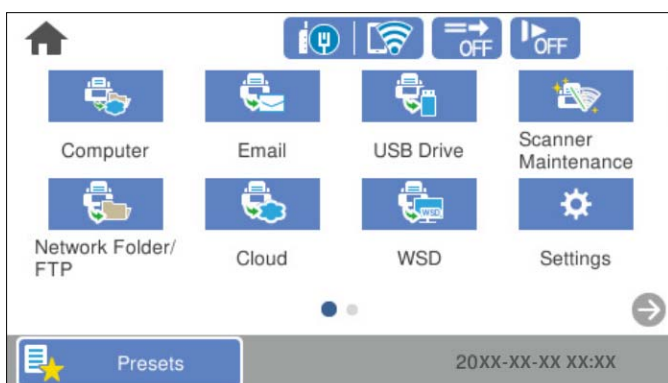 OFF
OFF
Computer
Email
USB Drive
Scanner
Maintenance
Network Folder/
FTP
Cloud
WSD
WSD
Settings
Presets
20XX-XX-XX XX:XX